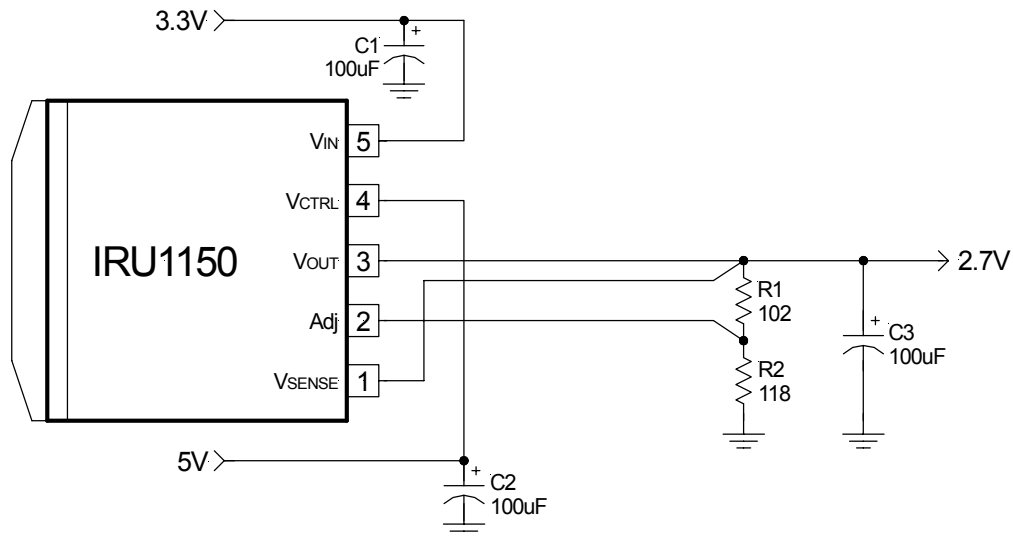 3.3V
C1
+
100uF
VIN 5
VCTRL 4
IRU1150
VOUT 3
2.7V
R1
102
Adj 2
+
C3
100uF
R2
118
VSENSE 1
5V
+
C2
100uF